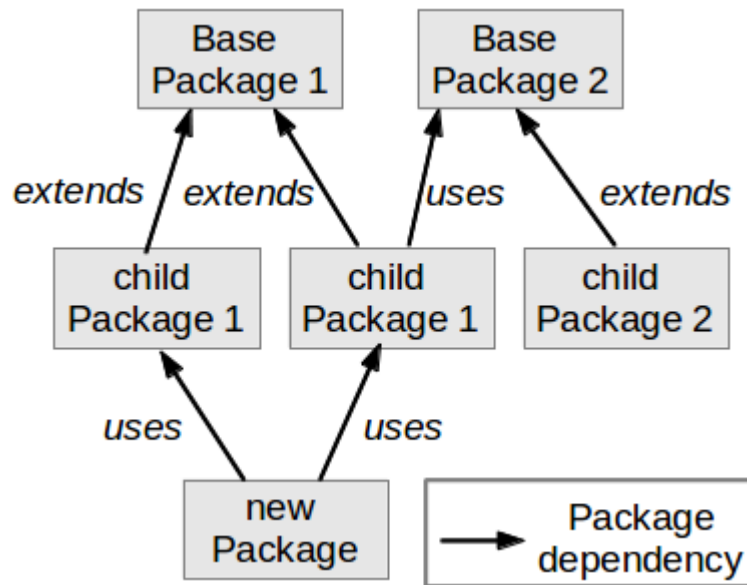 Base
Package 1
Base
Package 2
extends
extends
uses
extends
child
Package 1
child
Package 1
child
Package 2
uses
uses
new
Package
Package
dependency